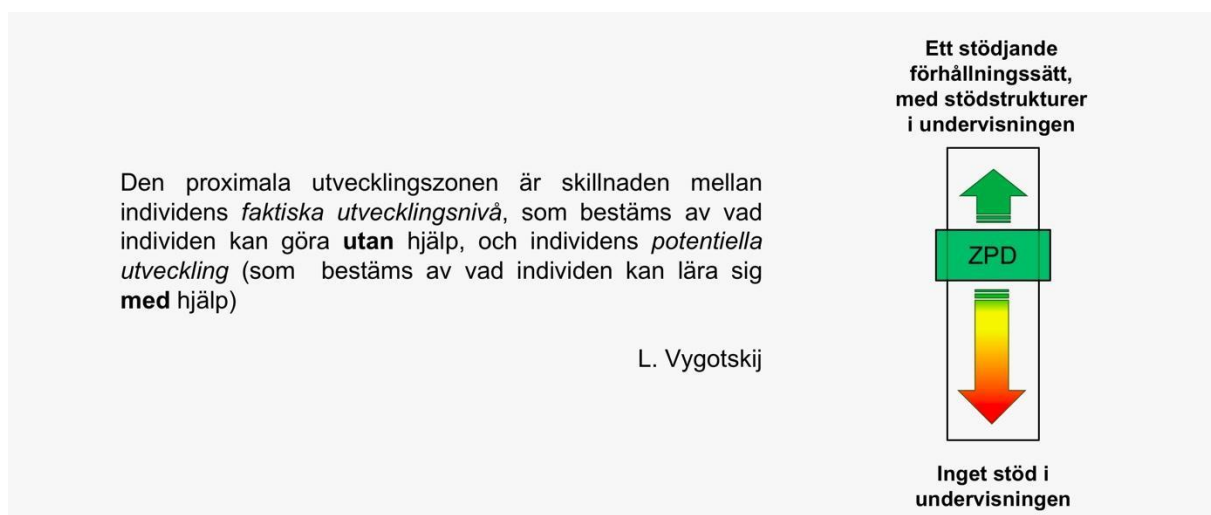 Ett stödjande
förhållningssätt,
med stödstrukturer
i undervisningen
Den proximala utvecklingszonen är skillnaden mellan
individens faktiska utvecklingsnivå, som bestäms av vad
individen kan göra utan hjälp, och individens potentiella
utveckling (som bestäms av vad individen kan lära sig
med hjälp)
L. Vygotskij
ZPD
Inget stöd i
undervisningen